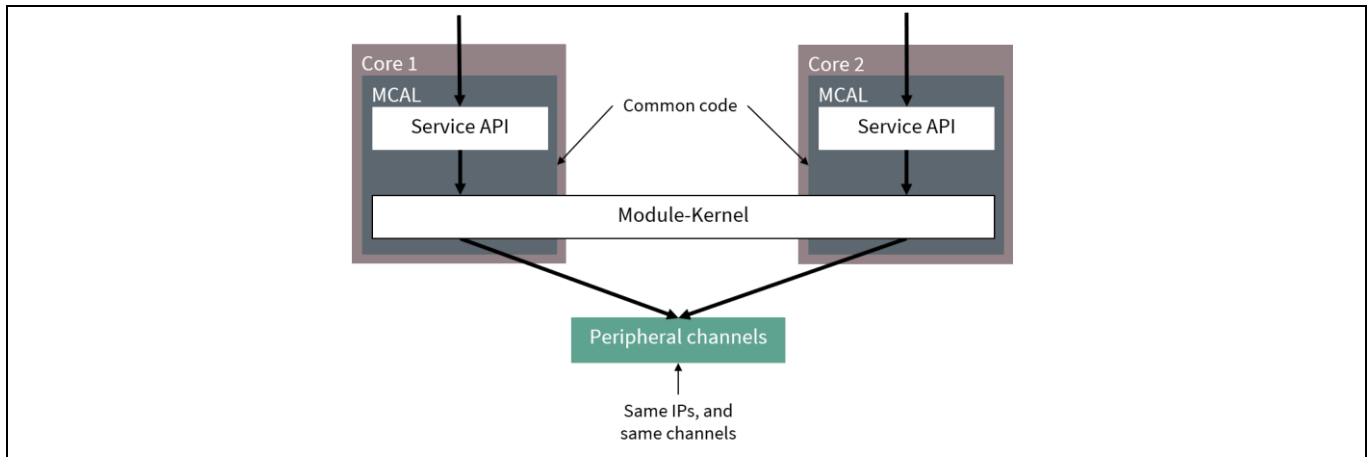 Core 1
MCAL
Service API
Common code
Core 2
MCAL
Service API
Module-Kernel
Peripheral channels
Same IPs, and
same channels